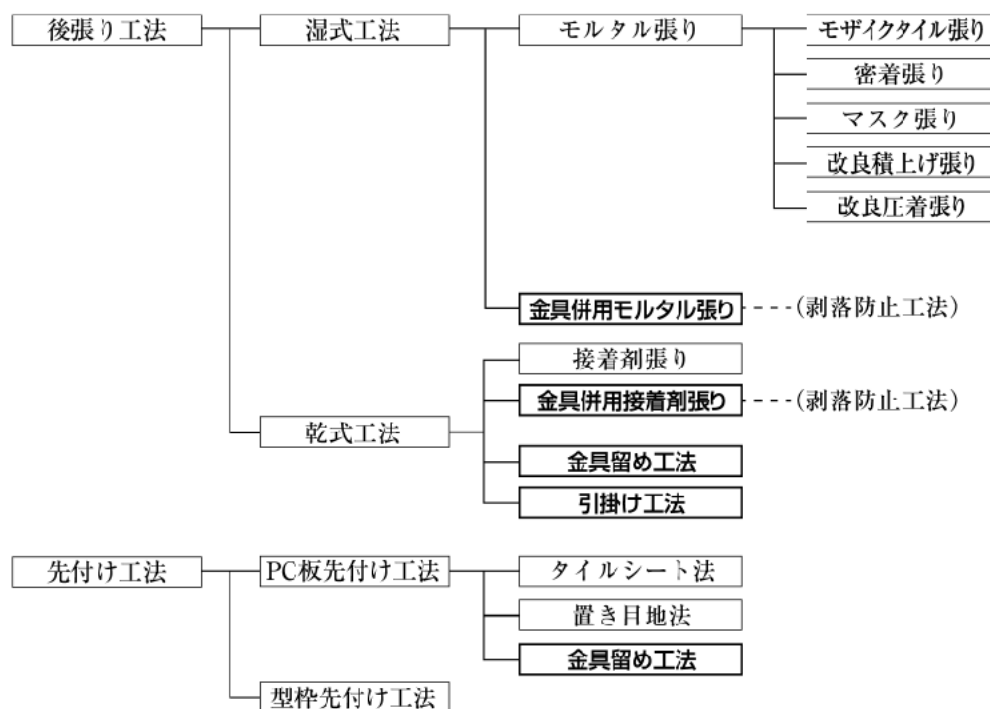 後張り工法
湿式工法
モルタル張り
モザイクタイル張り
密着張り
マスク張り
改良積上げ張り
改良圧着張り
金具併用モルタル張り
(剥落防止工法)
乾式工法
接着剤張り
金具併用接着剤張り
(剥落防止工法)
金具留め工法
引掛け工法
先付け工法
PC板先付け工法
タイルシート法
置き目地法
金具留め工法
型枠先付け工法